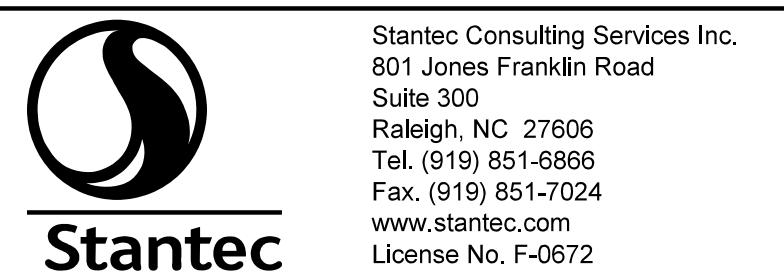 Stantec
Stantec Consulting Services Inc.
801 Jones Franklin Road
Suite 300
Raleigh, NC 27606
Tel. (919) 851-6866
Fax. (919) 851-7024
www.stantec.com
License No. F-0672